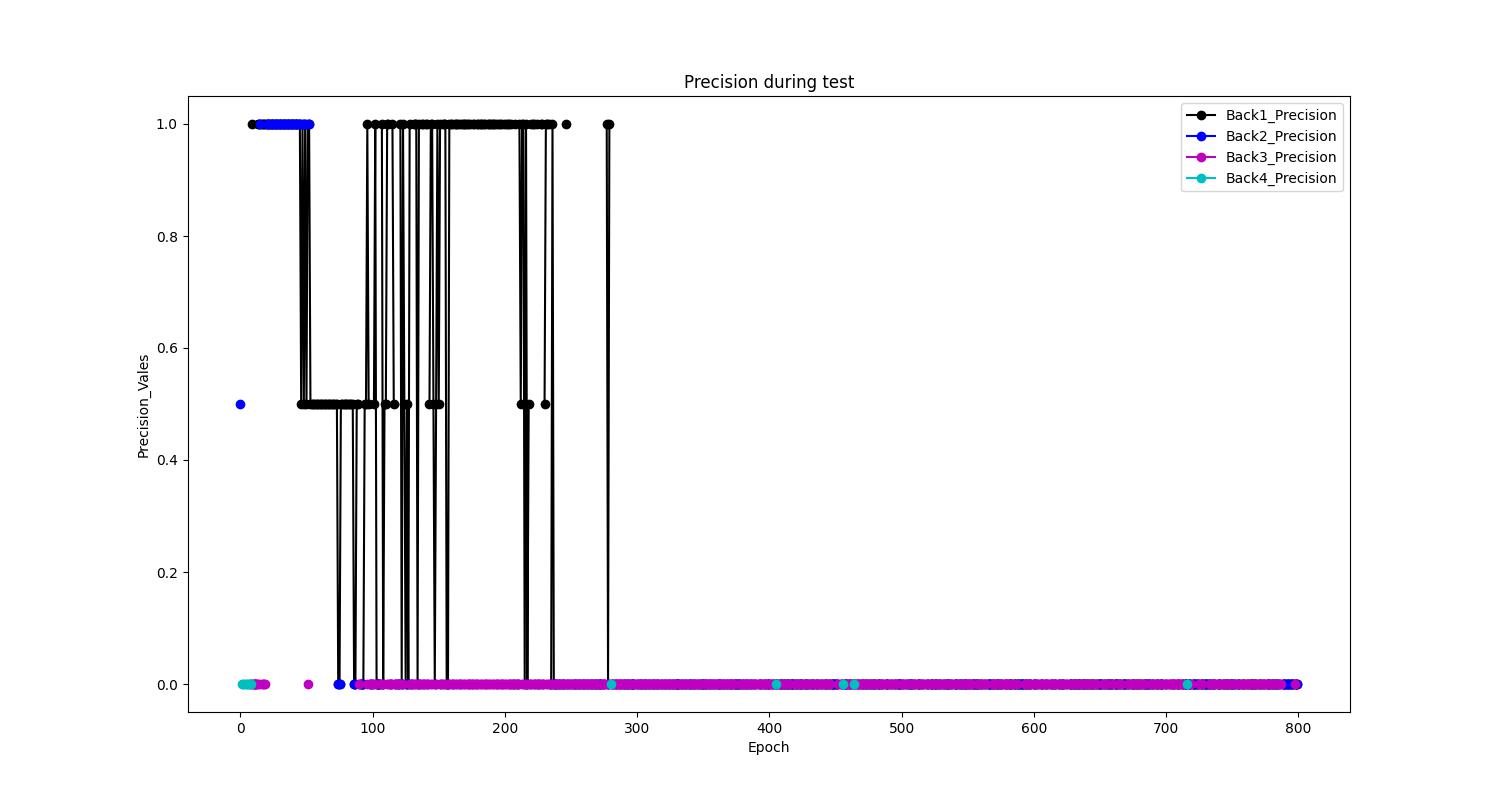 Precision during test
1.0
0.8
0.6
0.4
0.2
0.0
Precision_Vales
0 100 200 300 400 500 600 700 800
Epoch
Back1_Precision
Back2_Precision
Back3_Precision
Back4_Precision